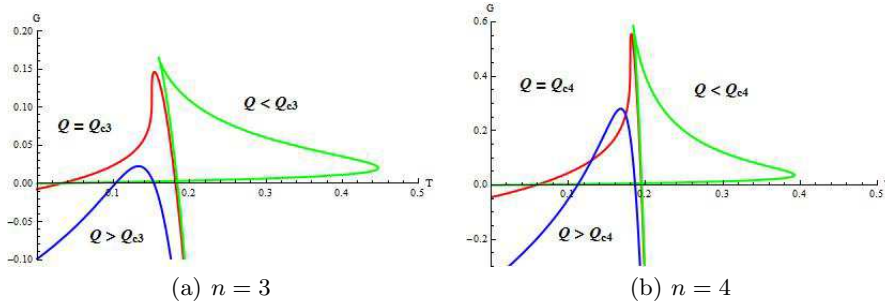 G
0.20
0.15
0.10
0.05
0.00
−0.05
−0.10
0.1
0.2
0.3
0.4
0.5
T
Q = Qc3
Q < Qc3
Q > Qc3
(a) n = 3
G
0.6
0.4
0.2
0.0
−0.2
0.1
0.2
0.3
0.4
0.5
T
Q = Qc4
Q < Qc4
Q > Qc4
(b) n = 4